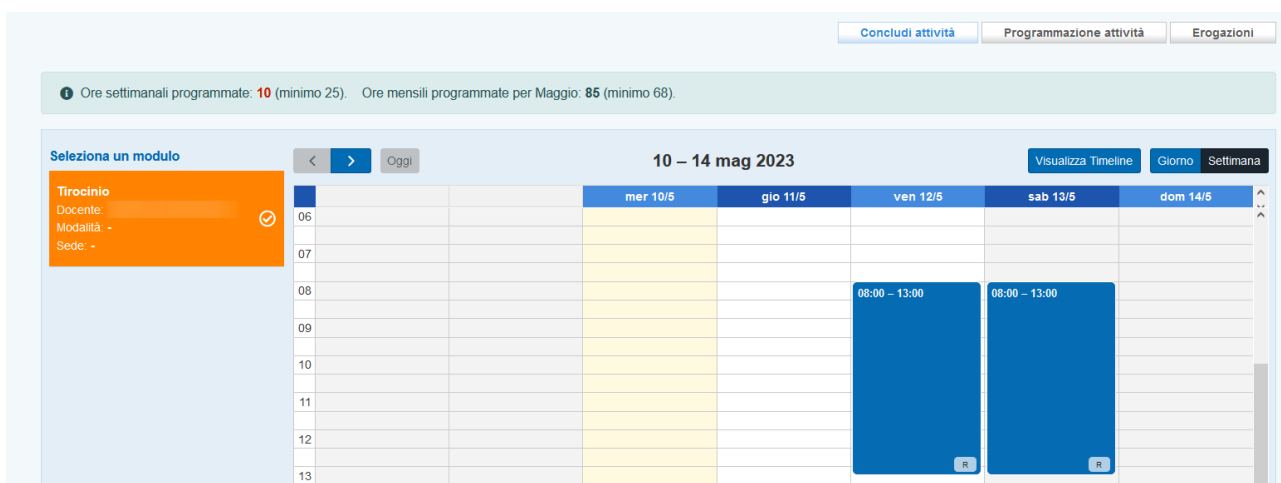 Concludi attività Programmazione attività Erogazioni
Ore settimanali programmate: 10 (minimo 25). Ore mensili programmate per Maggio: 85 (minimo 68).
Seleziona un modulo
Oggi
10 – 14 mag 2023
Visualizza Timeline Giorno Settimana
Tirocinio
Docente:
Modalità: -
Sede: -
mer 10/5 gio 11/5 ven 12/5 sab 13/5 dom 14/5
06
07
08
08:00 – 13:00 08:00 – 13:00
09
10
11
12
R R
13